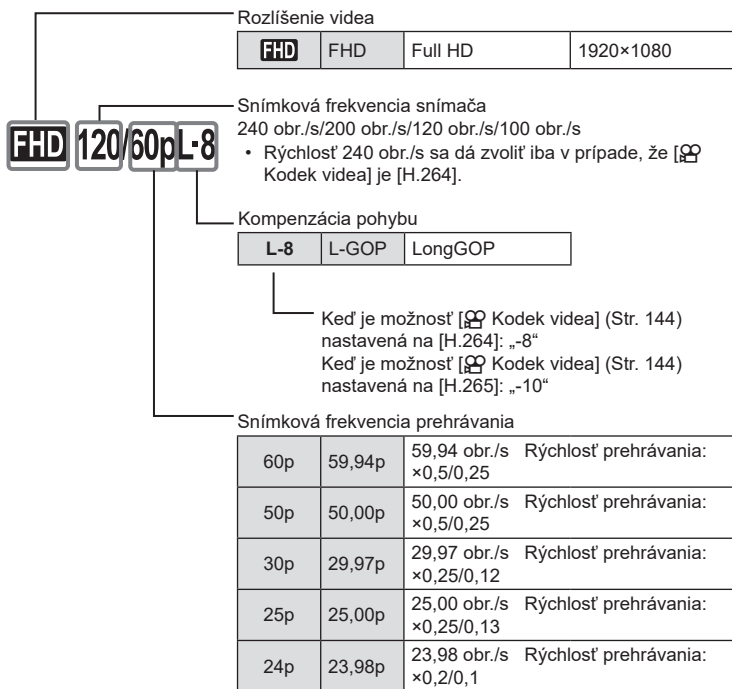 Rozlíšenie videa
FHD FHD Full HD 1920×1080
FHD 120/60pL-8
Snímková frekvencia snímača
240 obr./s/200 obr./s/120 obr./s/100 obr./s
• Rýchlosť 240 obr./s sa dá zvoliť iba v prípade, že [
Kodek videa] je [H.264].
Kompenzácia pohybu
L-8 L-GOP LongGOP
Keď je možnosť [ Kodek videa] (Str. 144)
nastavená na [H.264]: „-8“
Keď je možnosť [ Kodek videa] (Str. 144)
nastavená na [H.265]: „-10“
Snímková frekvencia prehrávania
60p 59,94p 59,94 obr./s Rýchlosť prehrávania:
×0,5/0,25
50p 50,00p 50,00 obr./s Rýchlosť prehrávania:
×0,5/0,25
30p 29,97p 29,97 obr./s Rýchlosť prehrávania:
×0,25/0,12
25p 25,00p 25,00 obr./s Rýchlosť prehrávania:
×0,25/0,13
24p 23,98p 23,98 obr./s Rýchlosť prehrávania:
×0,2/0,1